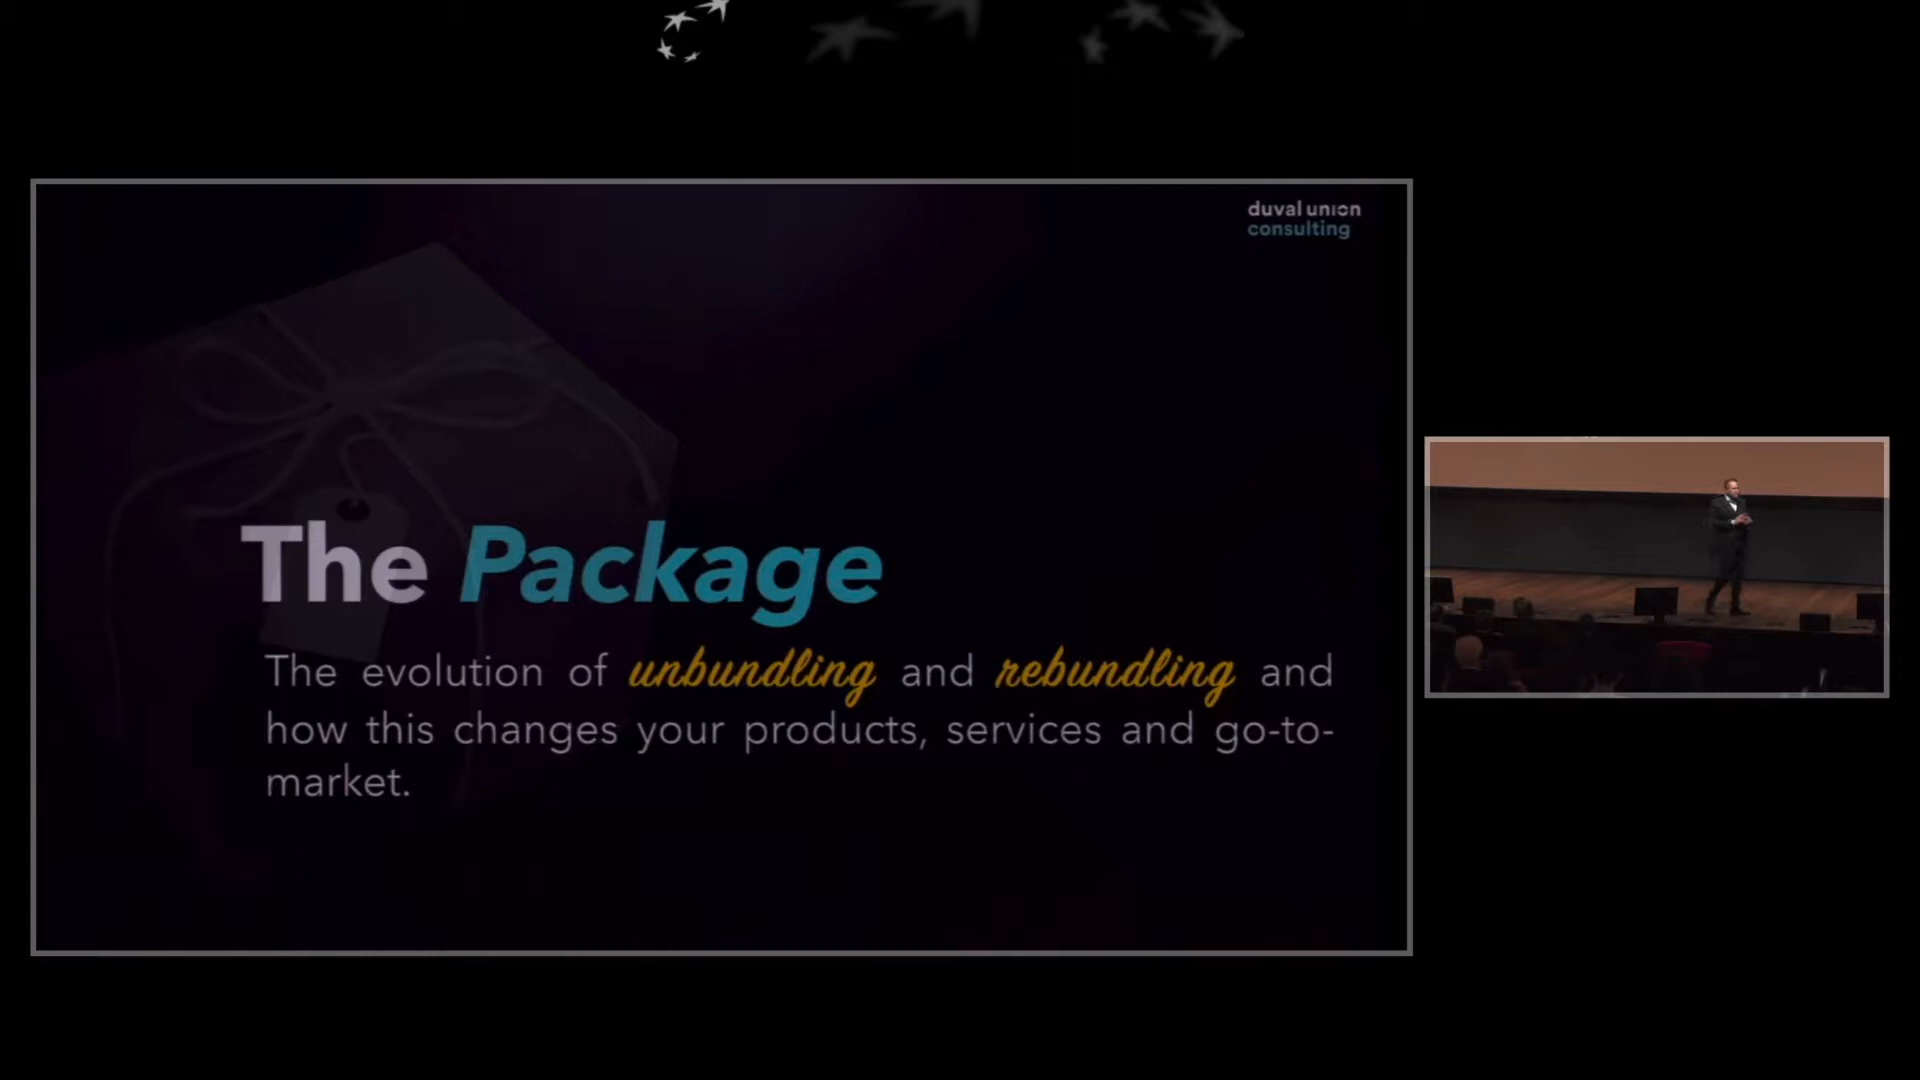 duval union
consulting
The Package
The evolution of unbundling and rebundling and
how this changes your products, services and go-to-
market.